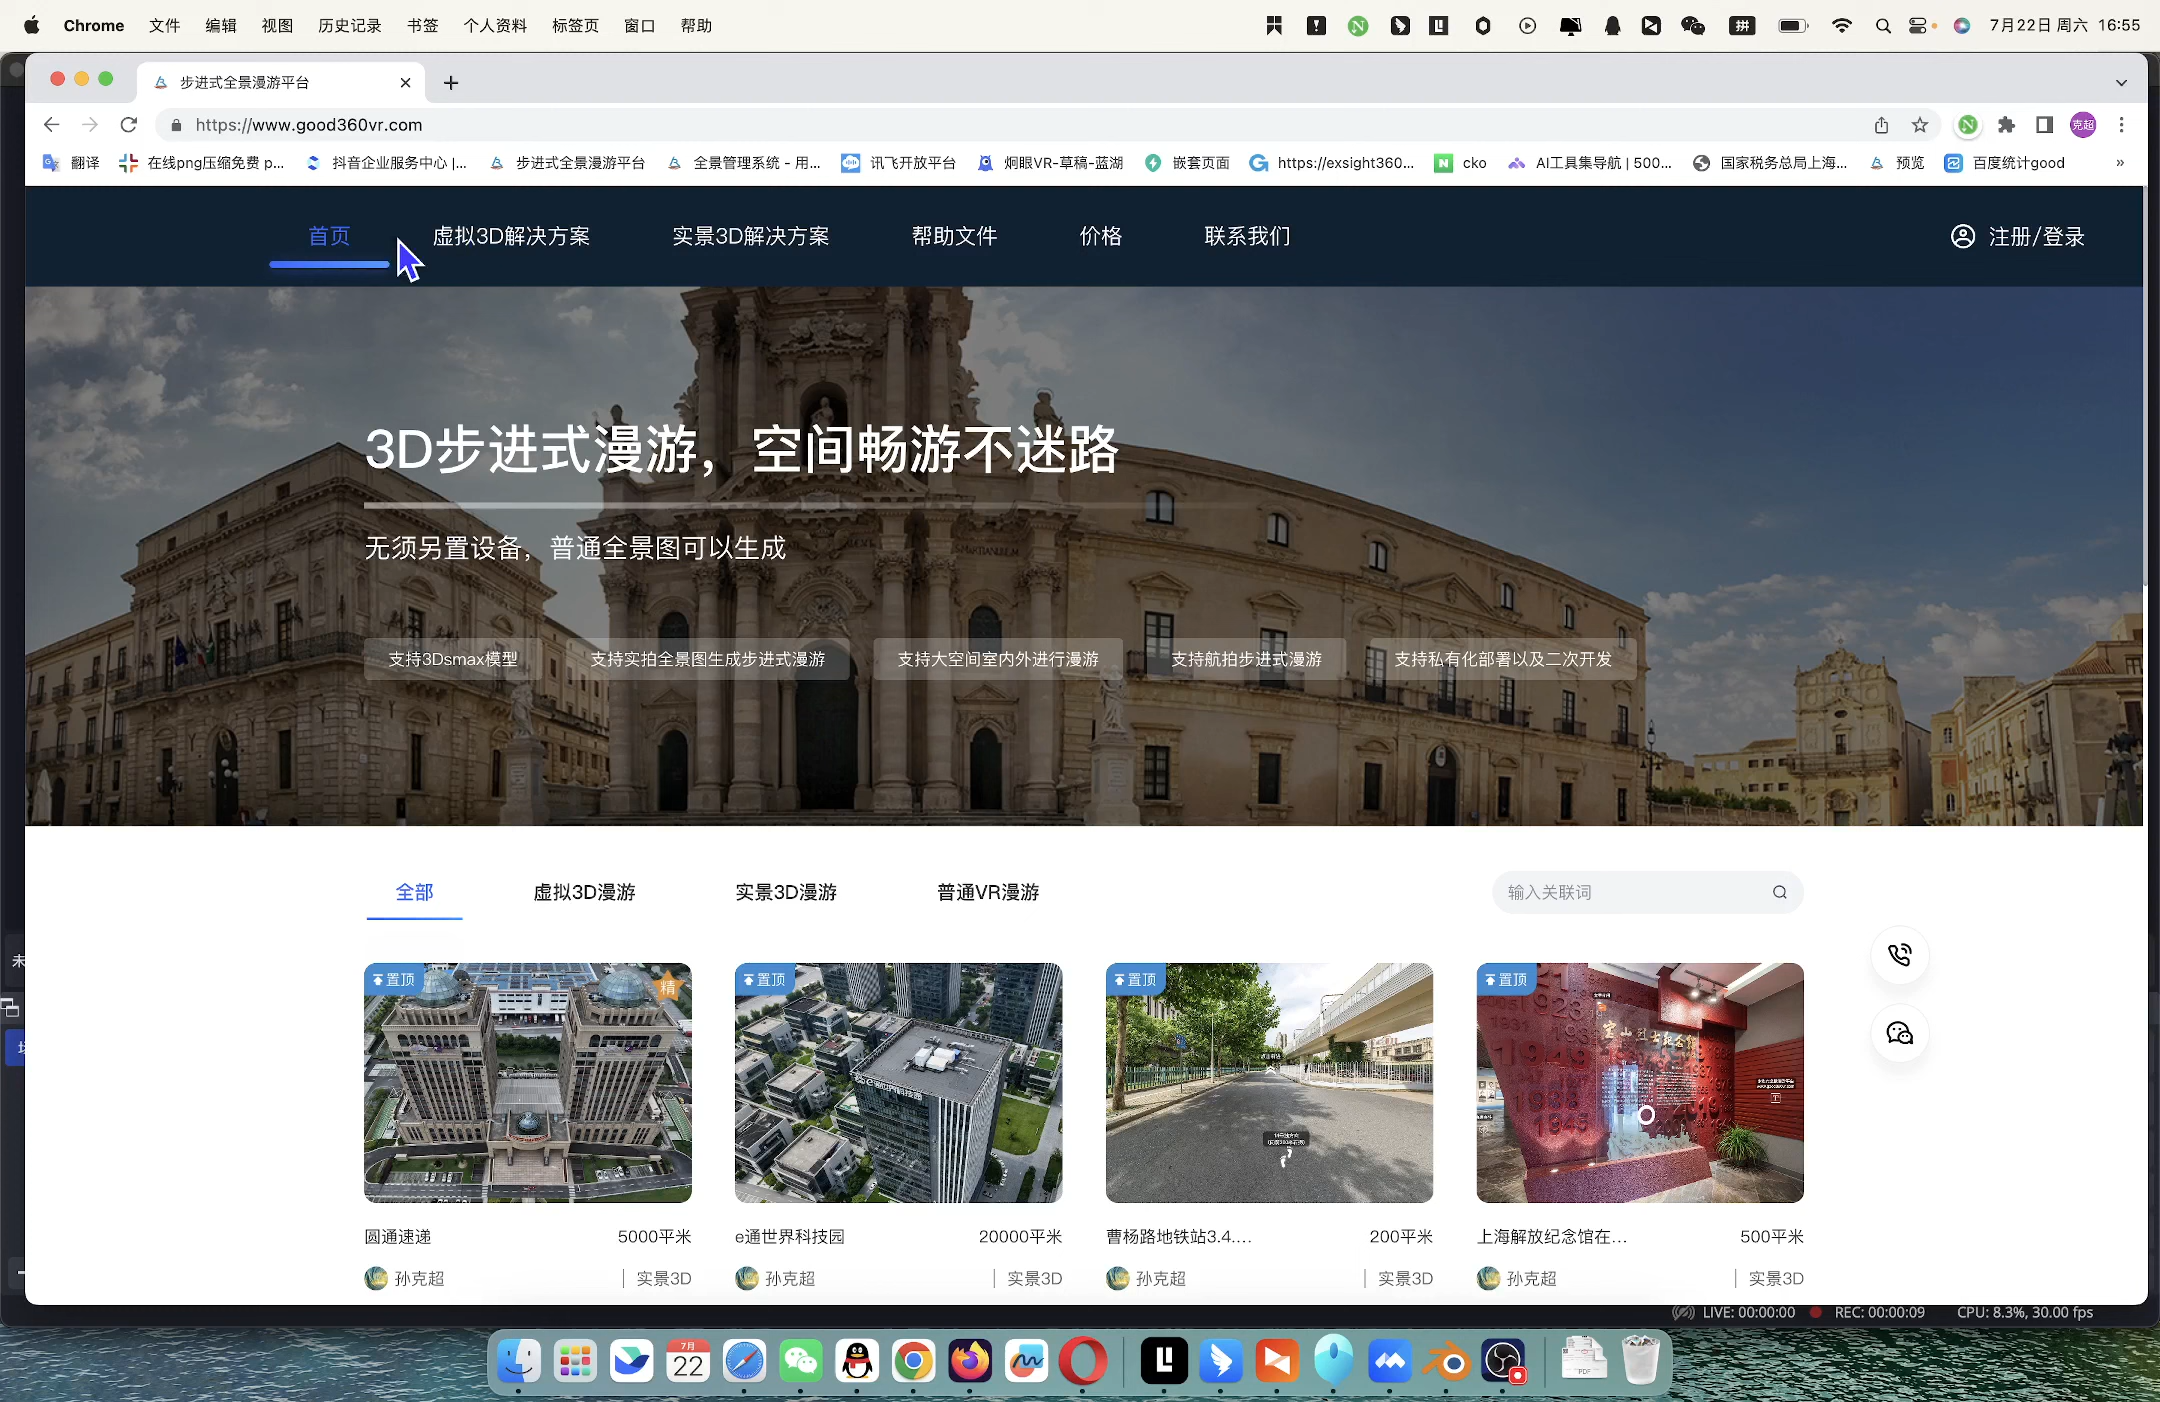 Chrome 文件 编辑 视图 历史记录 书签 个人资料 标签页 窗口 帮助 拼 7月22日 周六 16:55
步进式全景漫游平台
https://www.good360vr.com 克超
翻译 在线png压缩免费 p... 抖音企业服务中心 |... 步进式全景漫游平台 全景管理系统 - 用... 讯飞开放平台 炯眼VR-草稿-蓝湖 嵌套页面 https://exsight360... cko AI工具集导航 | 500... 国家税务总局上海... 预览 百度统计good »
首页 虚拟3D解决方案 实景3D解决方案 帮助文件 价格 联系我们 注册/登录
3D步进式漫游，空间畅游不迷路
无须另置设备，普通全景图可以生成
支持3Dsmax模型 支持实拍全景图生成步进式漫游 支持大空间室内外进行漫游 支持航拍步进式漫游 支持私有化部署以及二次开发
全部 虚拟3D漫游 实景3D漫游 普通VR漫游 输入关联词
置顶 精 置顶 置顶 置顶
圆通速递 5000平米 e通世界科技园 20000平米 曹杨路地铁站3.4.... 200平米 上海解放纪念馆在... 500平米
孙克超 | 实景3D 孙克超 | 实景3D 孙克超 | 实景3D 孙克超 | 实景3D
LIVE: 00:00:00 REC: 00:00:09 CPU: 8.3%, 30.00 fps
7月
22
PDF